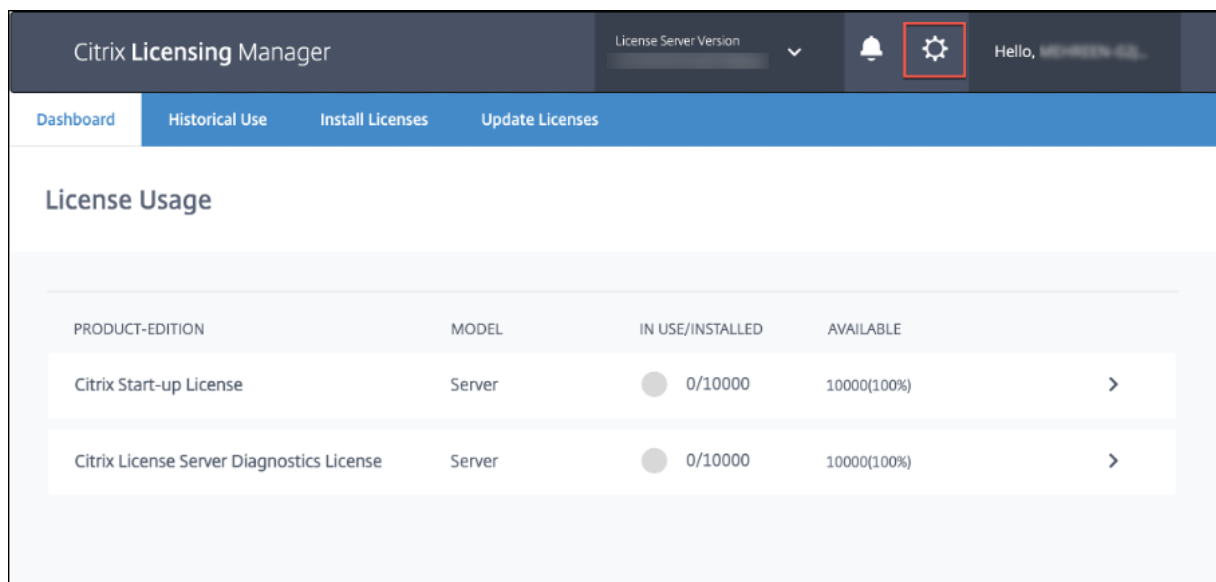 Citrix Licensing Manager
License Server Version
Hello,
Dashboard Historical Use Install Licenses Update Licenses
License Usage
PRODUCT-EDITION MODEL IN USE/INSTALLED AVAILABLE
Citrix Start-up License Server 0/10000 10000(100%)
Citrix License Server Diagnostics License Server 0/10000 10000(100%)